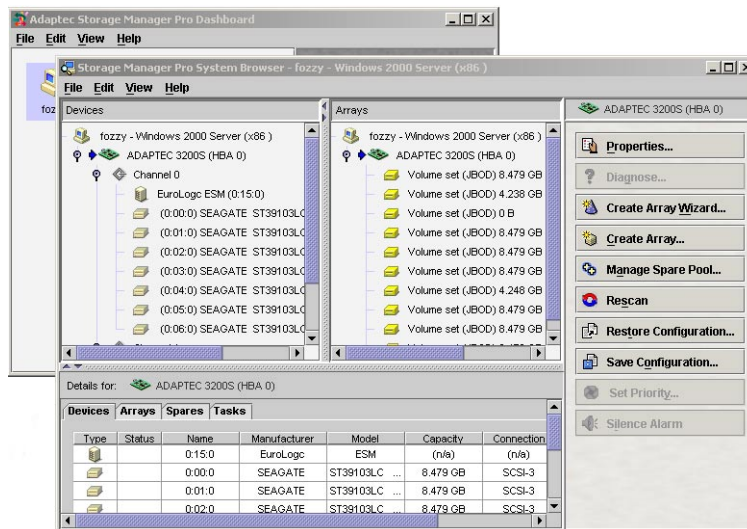 Adaptec Storage Manager Pro Dashboard
File Edit View Help
Storage Manager Pro System Browser - fozzy - Windows 2000 Server (x86 )
File Edit View Help
Devices
fozzy - Windows 2000 Server (x86 )
ADAPTEC 3200S (HBA 0)
Channel 0
EuroLogc ESM (0:15:0)
(0:00:0) SEAGATE ST39103LC
(0:01:0) SEAGATE ST39103LC
(0:02:0) SEAGATE ST39103LC
(0:03:0) SEAGATE ST39103LC
(0:04:0) SEAGATE ST39103LC
(0:05:0) SEAGATE ST39103LC
(0:06:0) SEAGATE ST39103LC
Arrays
fozzy - Windows 2000 Server (x86 )
ADAPTEC 3200S (HBA 0)
Volume set (JBOD) 8.479 GB
Volume set (JBOD) 4.238 GB
Volume set (JBOD) 0 B
Volume set (JBOD) 8.479 GB
Volume set (JBOD) 8.479 GB
Volume set (JBOD) 4.248 GB
Volume set (JBOD) 8.479 GB
Volume set (JBOD) 8.479 GB
ADAPTEC 3200S (HBA 0)
Properties...
Diagnose...
Create Array Wizard...
Create Array...
Manage Spare Pool...
Rescan
Restore Configuration...
Save Configuration...
Set Priority...
Silence Alarm
Details for: ADAPTEC 3200S (HBA 0)
Devices Arrays Spares Tasks
Type Status Name Manufacturer Model Capacity Connection
0:15:0 EuroLogc ESM (n/a) (n/a)
0:00:0 SEAGATE ST39103LC ... 8.479 GB SCSI-3
0:01:0 SEAGATE ST39103LC ... 8.479 GB SCSI-3
0:02:0 SEAGATE ST39103LC ... 8.479 GB SCSI-3